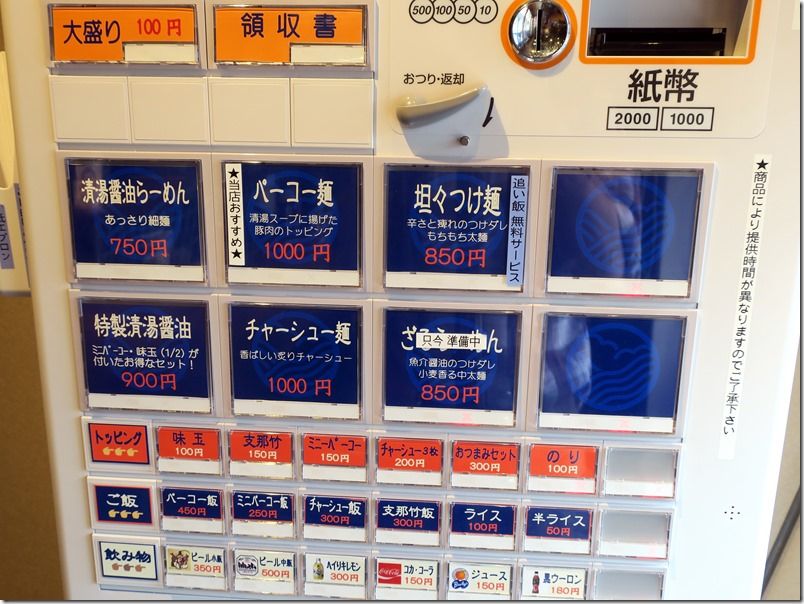 大盛り 100円
領収書
500 100 50 10
おつり・返却
紙幣
2000 1000
清湯醤油らーめん
あっさり細麺
750円
★当店おすすめ★
パーコー麺
清湯スープに揚げた
豚肉のトッピング
1000円
坦々つけ麺
辛さと痺れのつけダレ
もちもち太麺
850円
追い飯 無料サービス
★商品により提供時間が異なりますのでご了承下さい
特製清湯醤油
ミニパーコー・味玉(1/2)が
付いたお得なセット!
900円
チャーシュー麺
香ばしい炙りチャーシュー
1000円
只今 準備中
魚介醤油のつけダレ
小麦香る中太麺
850円
トッピング
味玉
100円
支那竹
150円
ミニーパーコー
150円
チャーシュー3枚
200円
おつまみセット
300円
のり
100円
ご飯
パーコー飯
450円
ミニパーコー飯
250円
チャーシュー飯
300円
支那竹飯
300円
ライス
100円
半ライス
50円
飲み物
ビール小瓶
350円
ビール中瓶
500円
ハイリキレモン
300円
コカ・コーラ
150円
ジュース
150円
黒ウーロン
180円